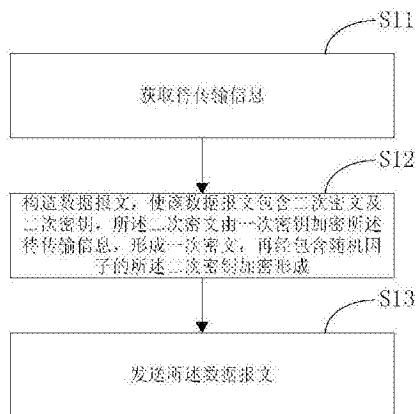 S11
获取待传输信息
S12
构造数据报文，使该数据报文包含二次密文及
二次密钥，所述二次密文由一次密钥加密所述
待传输信息，形成一次密文，再经包含随机因
子的所述二次密钥加密形成
S13
发送所述数据报文